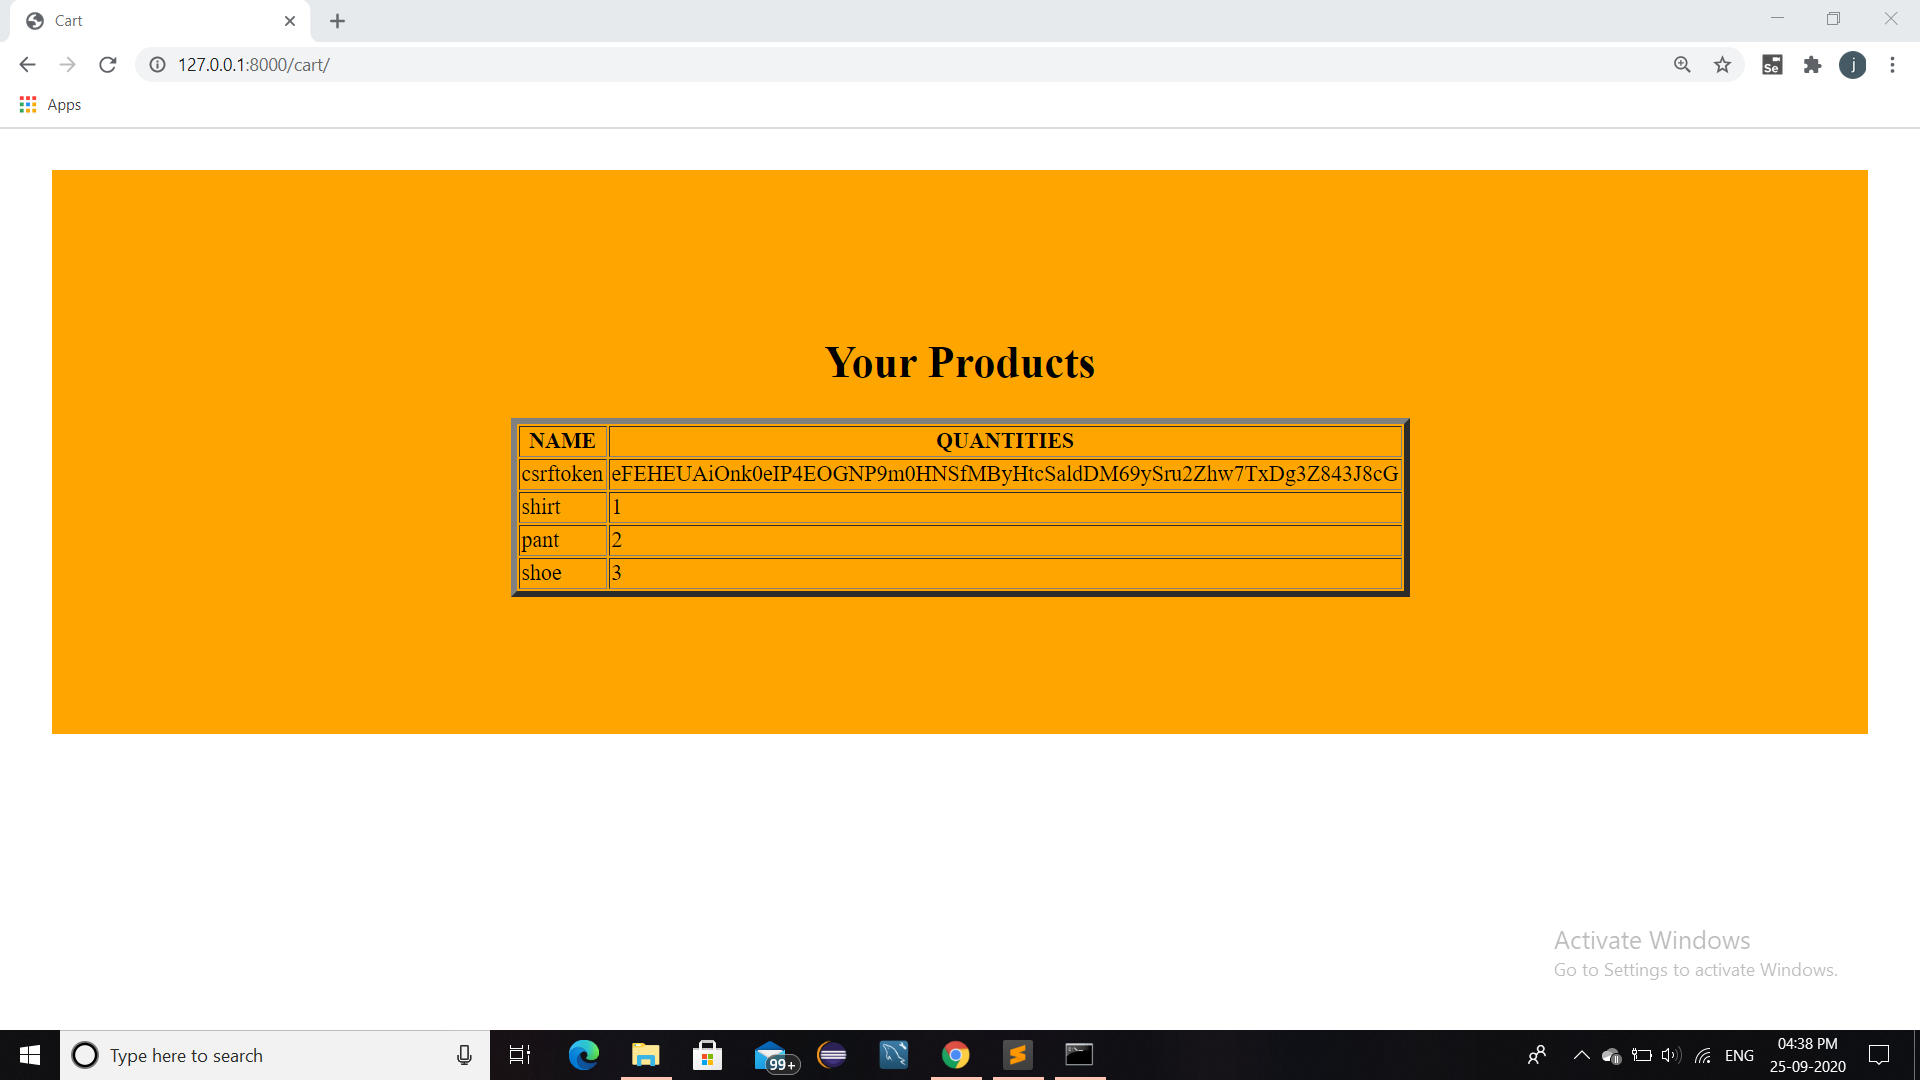 Cart
127.0.0.1:8000/cart/
Se
j
Apps
Your Products
NAME QUANTITIES
csrftoken eFEHEUAiOnk0eIP4EOGNP9m0HNSfMByHtcSaldDM69ySru2Zhw7TxDg3Z843J8cG
shirt 1
pant 2
shoe 3
Activate Windows
Go to Settings to activate Windows.
Type here to search
99+
ENG
04:38 PM
25-09-2020